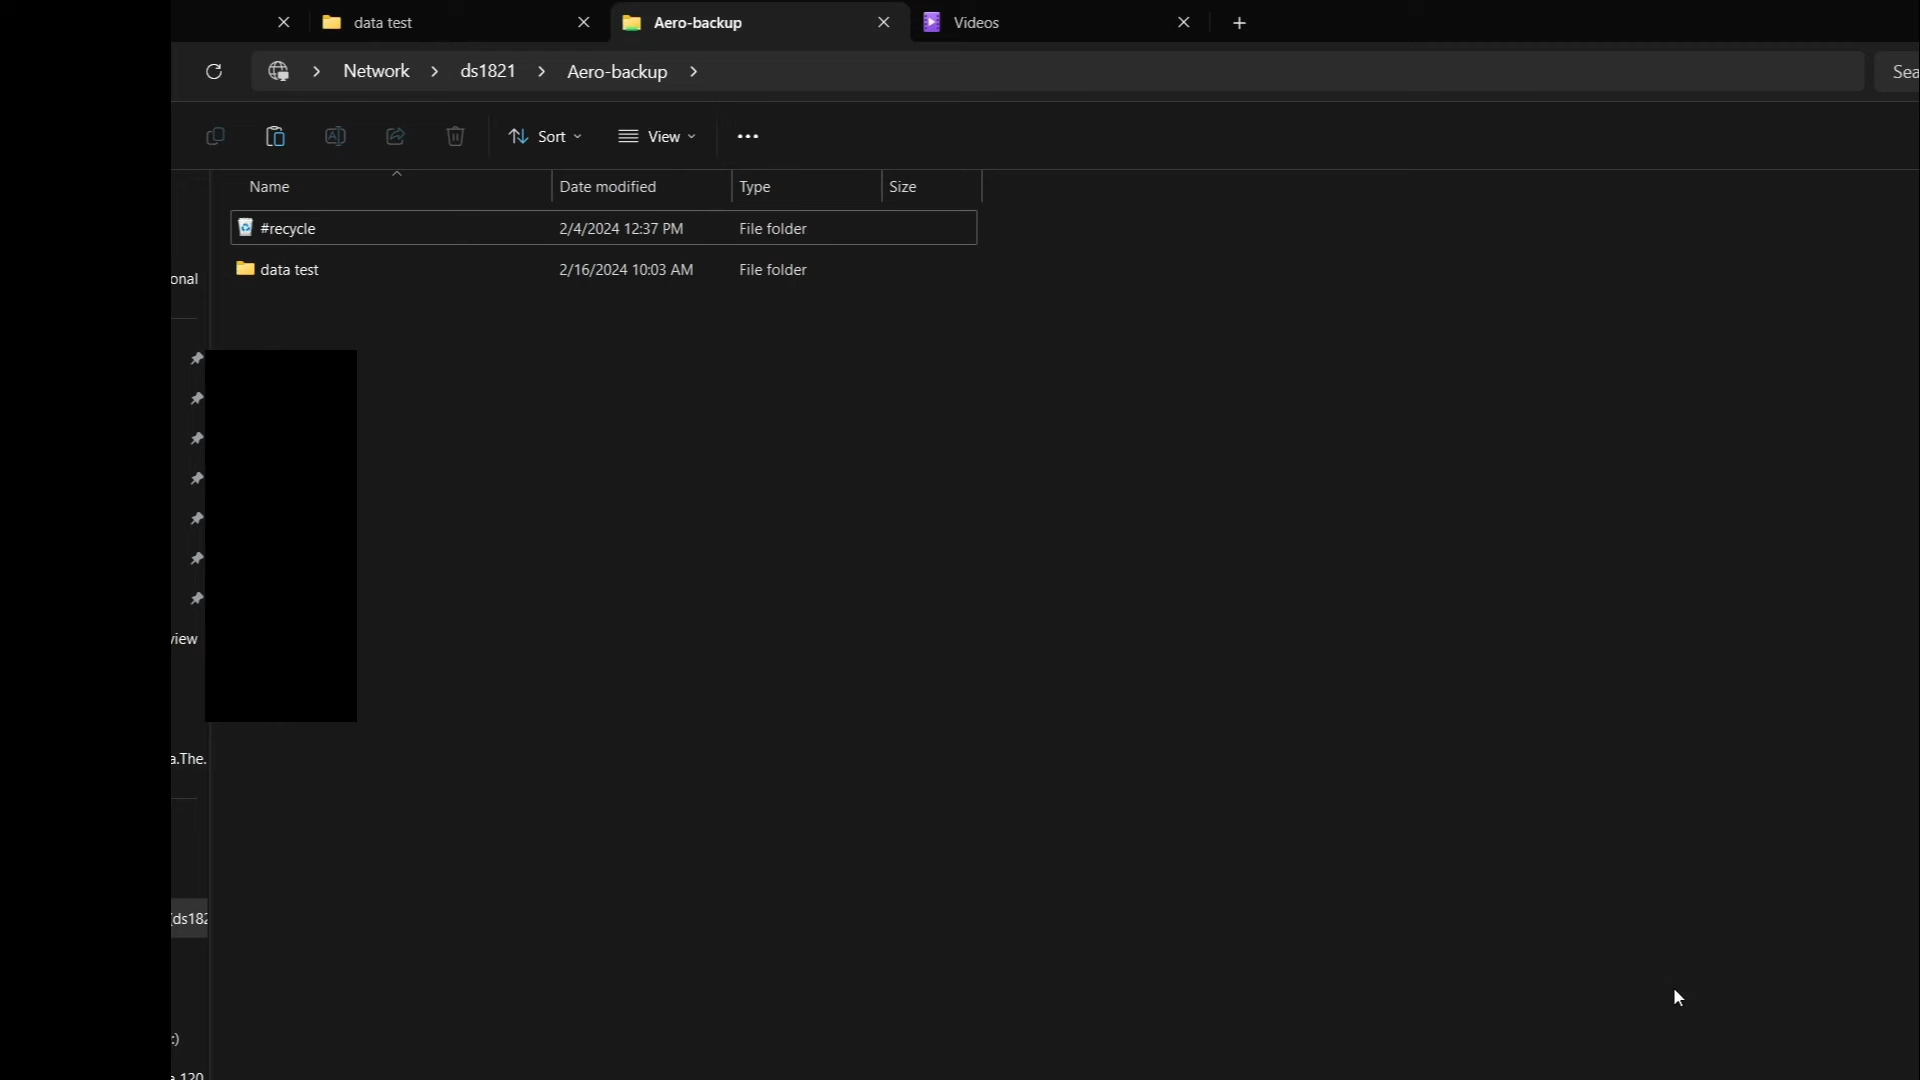 data test
Aero-backup
Videos
Network
ds1821
Aero-backup
Sea
Sort
View
Name
Date modified
Type
Size
#recycle
2/4/2024 12:37 PM
File folder
data test
2/16/2024 10:03 AM
File folder
onal
view
a.The.
(ds182
:)
120